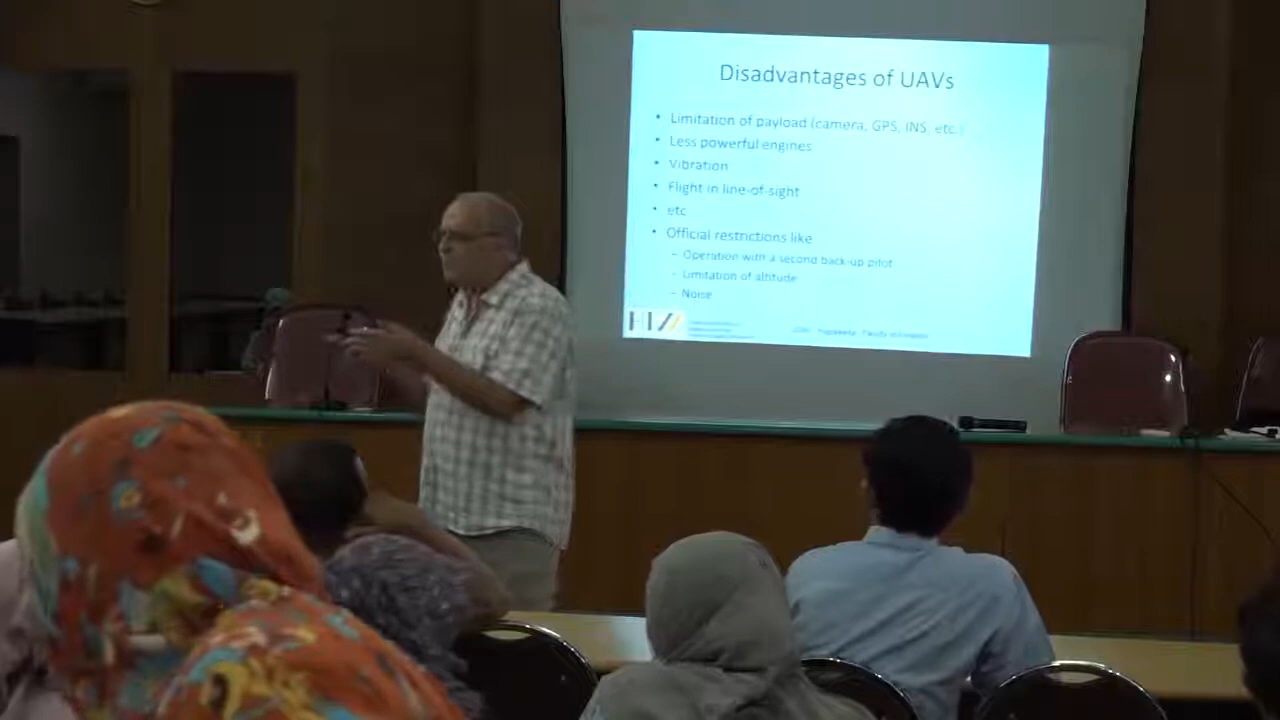 Disadvantages of UAVs
• Limitation of payload (camera, GPS, INS, etc.)
• Less powerful engines
• Vibration
• Flight in line-of-sight
• etc
• Official restrictions like
– Operation with a second back-up pilot
– Limitation of altitude
– Noise